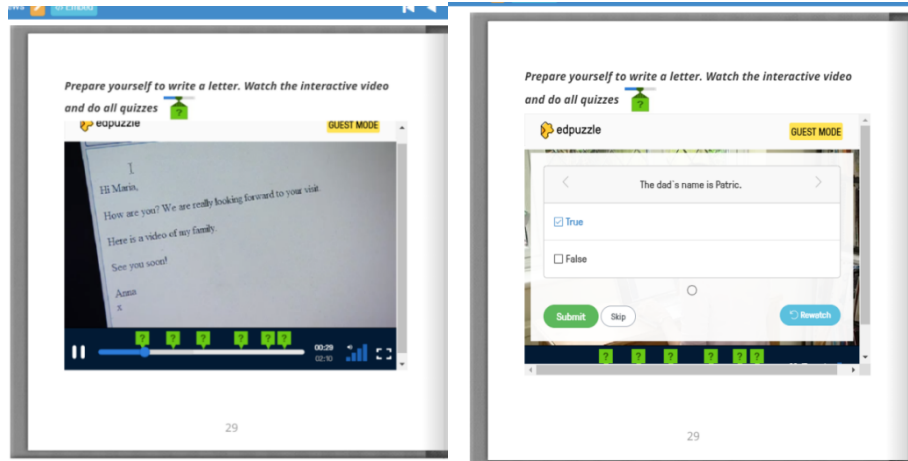 Prepare yourself to write a letter. Watch the interactive video
and do all quizzes
?
edpuzzle
GUEST MODE
Hi Maria,
How are you? We are really looking forward to your visit.
Here is a video of my family.
See you soon!
Anna
x
? ? ? ? ? ?
00:29
02:10
29
Prepare yourself to write a letter. Watch the interactive video
and do all quizzes
?
edpuzzle
GUEST MODE
The dad`s name is Patric.
True
False
Submit
Skip
Rewatch
? ? ? ? ? ?
29